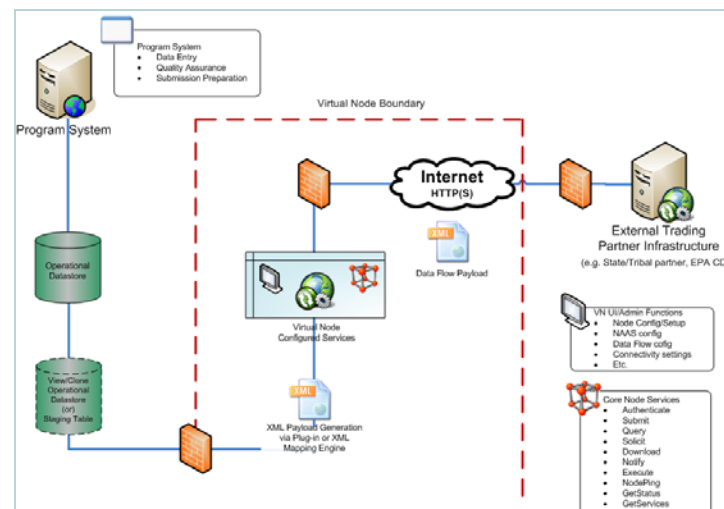 Program System
• Data Entry
• Quality Assurance
• Submission Preparation
Program System
Virtual Node Boundary
Internet
HTTP(S)
External Trading
Partner Infrastructure
(e.g. State/Tribal partner, EPA CD
XML
Data Flow Payload
Operational
Datastore
Virtual Node
Configured Services
VN UI/Admin Functions
• Node Config/Setup
• NAAS config
• Data Flow cofig
• Connectivity settings
• Etc.
View/Clone
Operational
Datastore
(or)
Staging Table
XML
XML Payload Generation
via Plug-in or XML
Mapping Engine
Core Node Services
• Authenticate
• Submit
• Query
• Solicit
• Download
• Notify
• Execute
• NodePing
• GetStatus
• GetServices